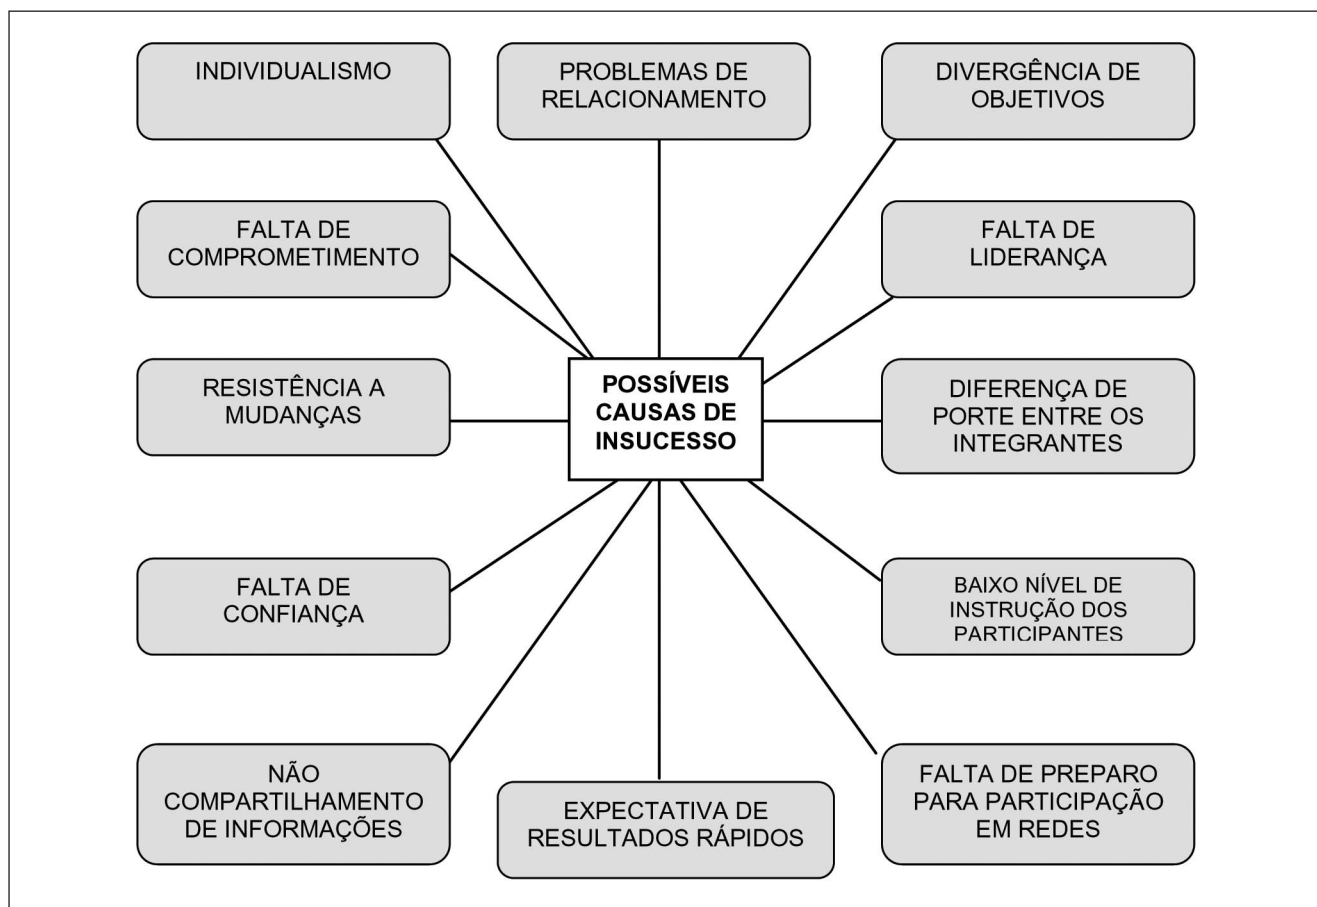 INDIVIDUALISMO
PROBLEMAS DE
RELACIONAMENTO
DIVERGÊNCIA DE
OBJETIVOS
FALTA DE
COMPROMETIMENTO
FALTA DE
LIDERANÇA
RESISTÊNCIA A
MUDANÇAS
POSSÍVEIS
CAUSAS DE
INSUCESSO
DIFERENÇA DE
PORTE ENTRE OS
INTEGRANTES
FALTA DE
CONFIANÇA
BAIXO NÍVEL DE
INSTRUÇÃO DOS
PARTICIPANTES
NÃO
COMPARTILHAMENTO
DE INFORMAÇÕES
EXPECTATIVA DE
RESULTADOS RÁPIDOS
FALTA DE PREPARO
PARA PARTICIPAÇÃO
EM REDES